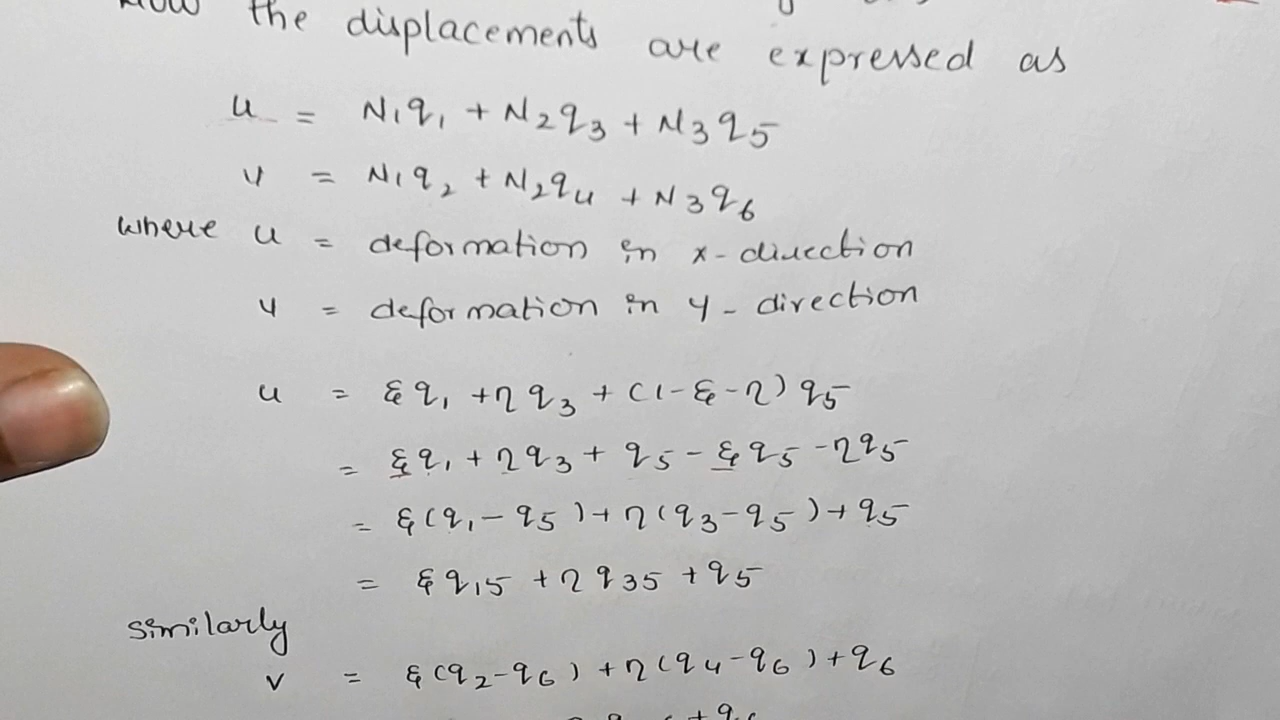 Now the displacements are expressed as
u = N₁q₁ + N₂q₃ + N₃q₅
v = N₁q₂ + N₂q₄ + N₃q₆
where u = deformation in x-direction
v = deformation in y-direction
u = ξq₁ + ηq₃ + (1-ξ-η)q₅
= ξq₁ + ηq₃ + q₅ - ξq₅ - ηq₅
= ξ(q₁-q₅) + η(q₃-q₅) + q₅
= ξq₁₅ + ηq₃₅ + q₅
similarly
v = ξ(q₂-q₆) + η(q₄-q₆) + q₆